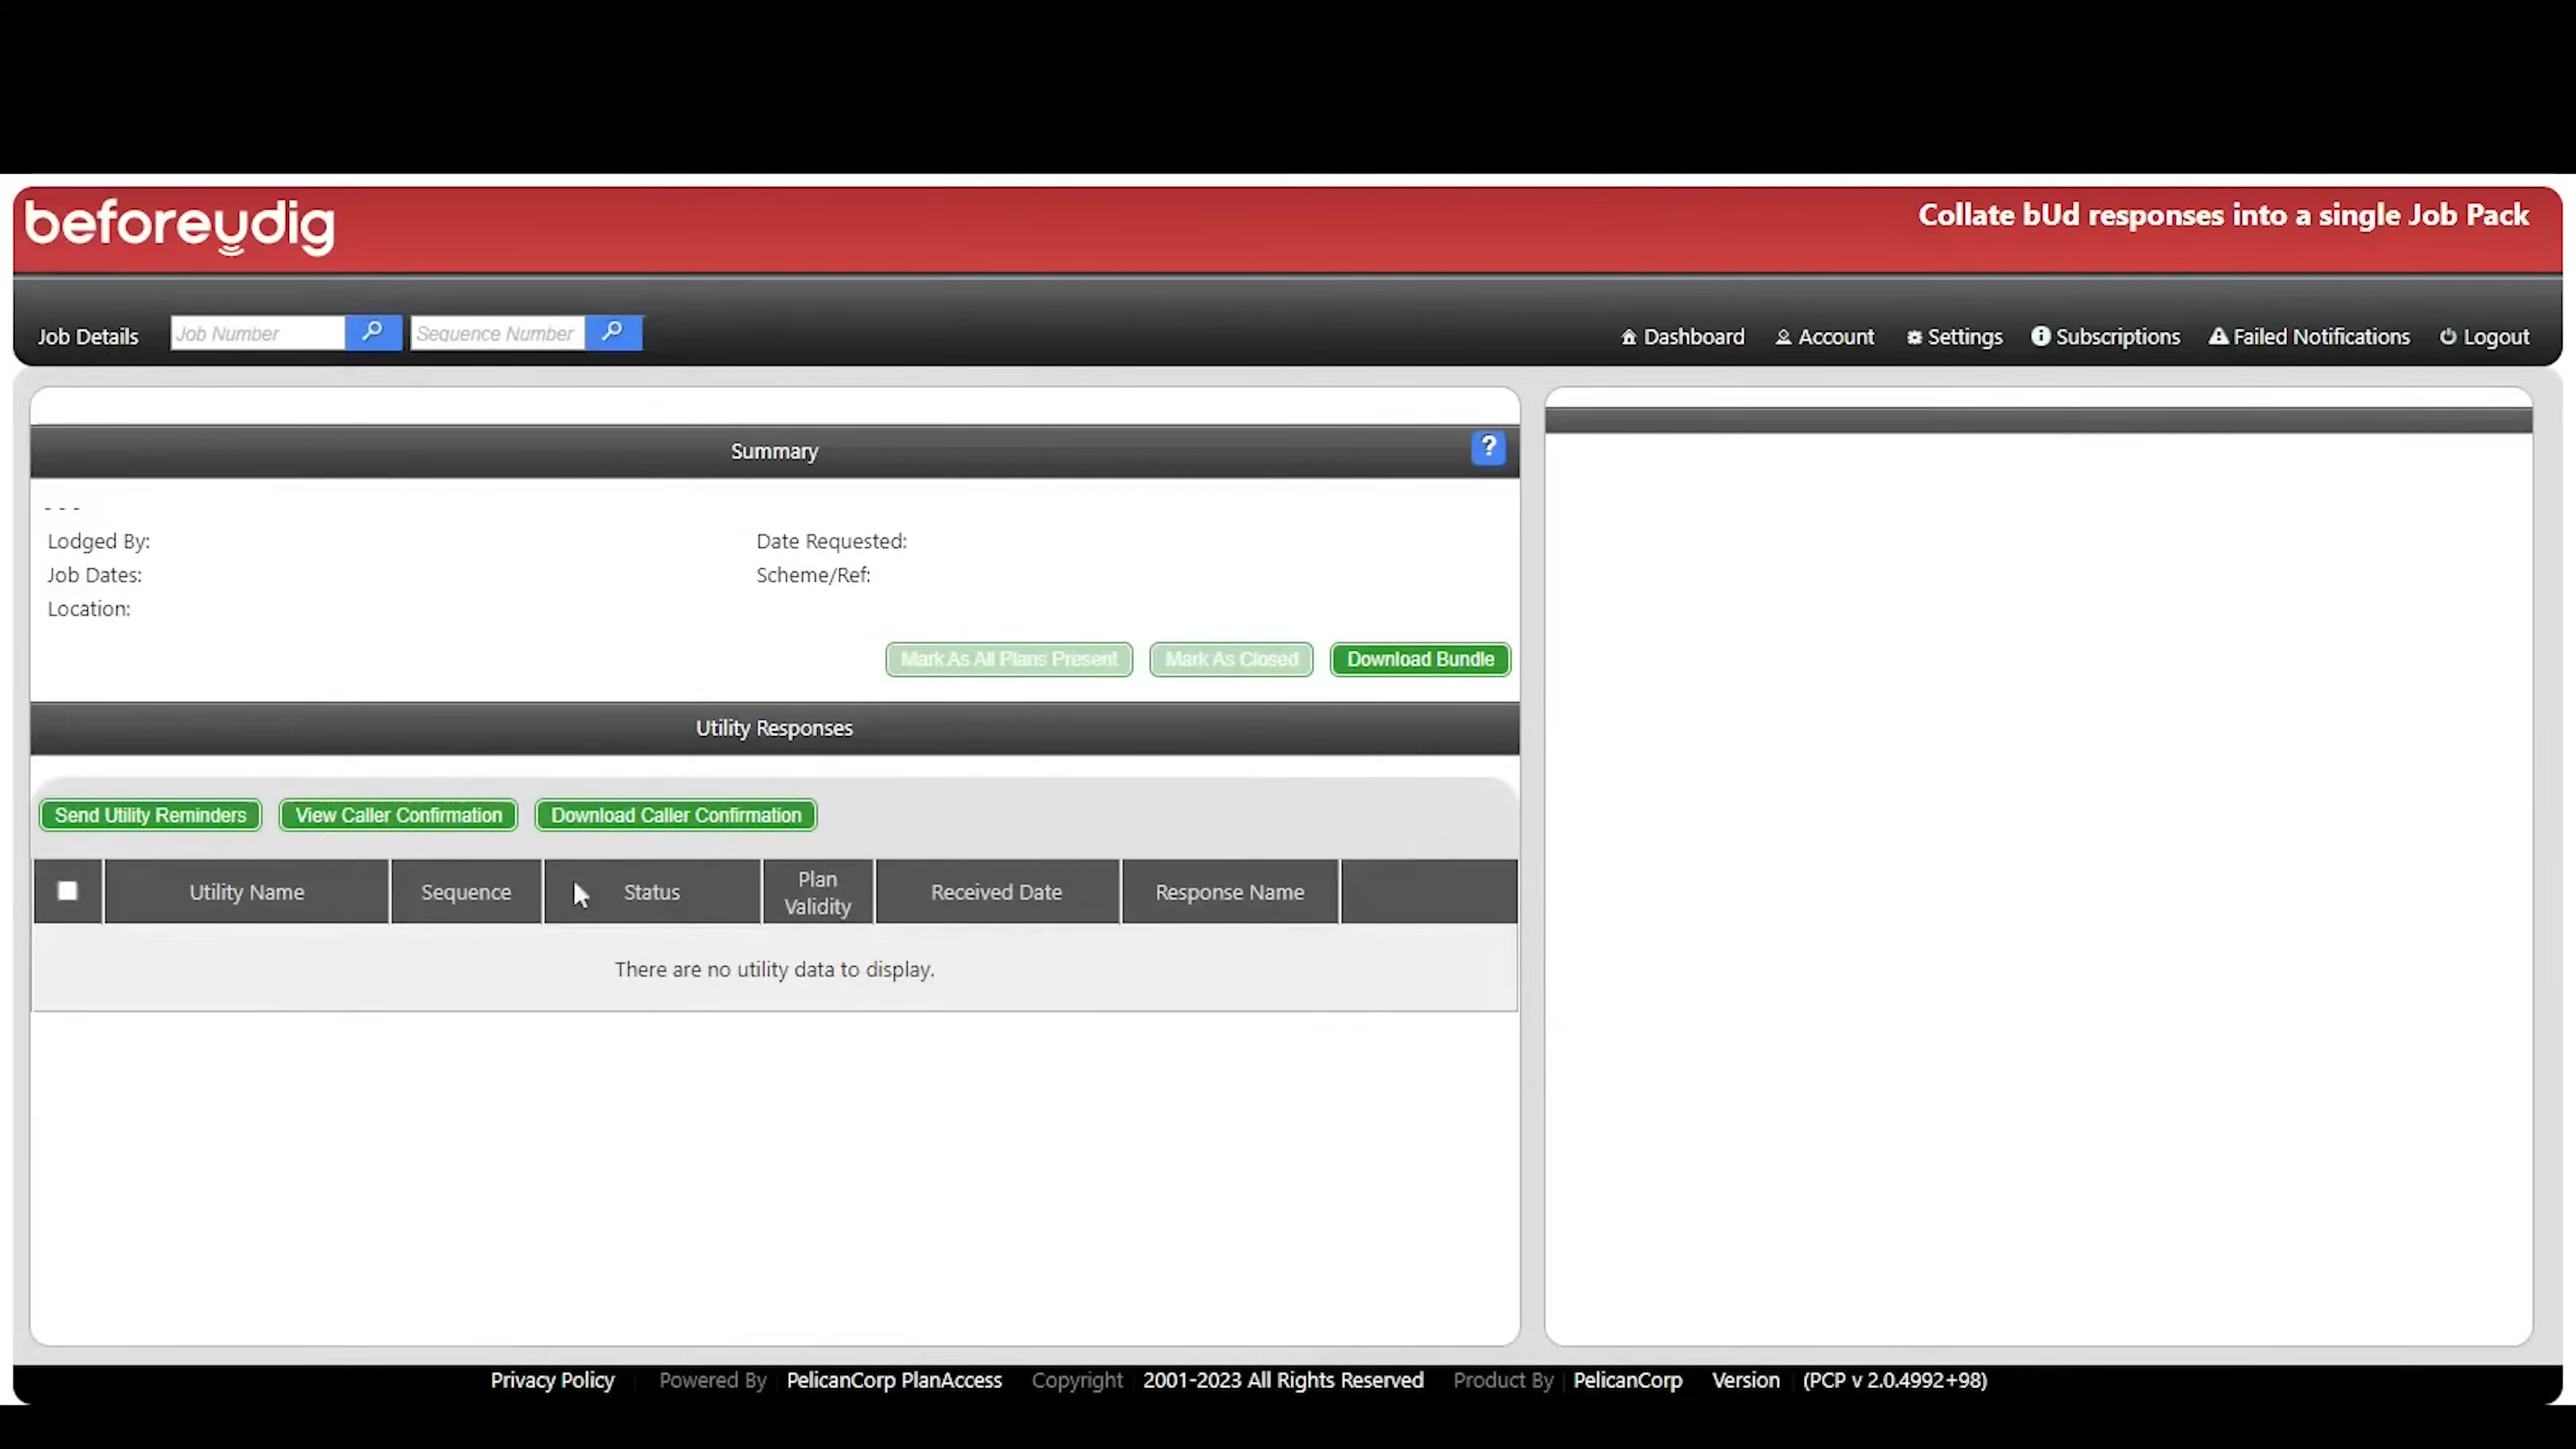 beforeudig
Collate bUd responses into a single Job Pack
Job Details Job Number Sequence Number Dashboard Account Settings Subscriptions Failed Notifications Logout
Summary ?
- - -
Lodged By: Date Requested:
Job Dates: Scheme/Ref:
Location:
Mark As All Plans Present Mark As Closed Download Bundle
Utility Responses
Send Utility Reminders View Caller Confirmation Download Caller Confirmation
Utility Name Sequence Status Plan Validity Received Date Response Name
There are no utility data to display.
Privacy Policy Powered By PelicanCorp PlanAccess Copyright 2001-2023 All Rights Reserved Product By PelicanCorp Version (PCP v 2.0.4992+98)